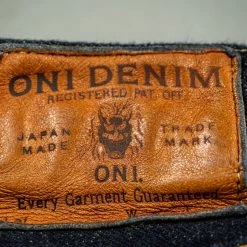 ONI DENIM
REGISTERED PAT. OFF.
JAPAN TRADE
MADE MARK.
ONI.
Every Garment Guaranteed